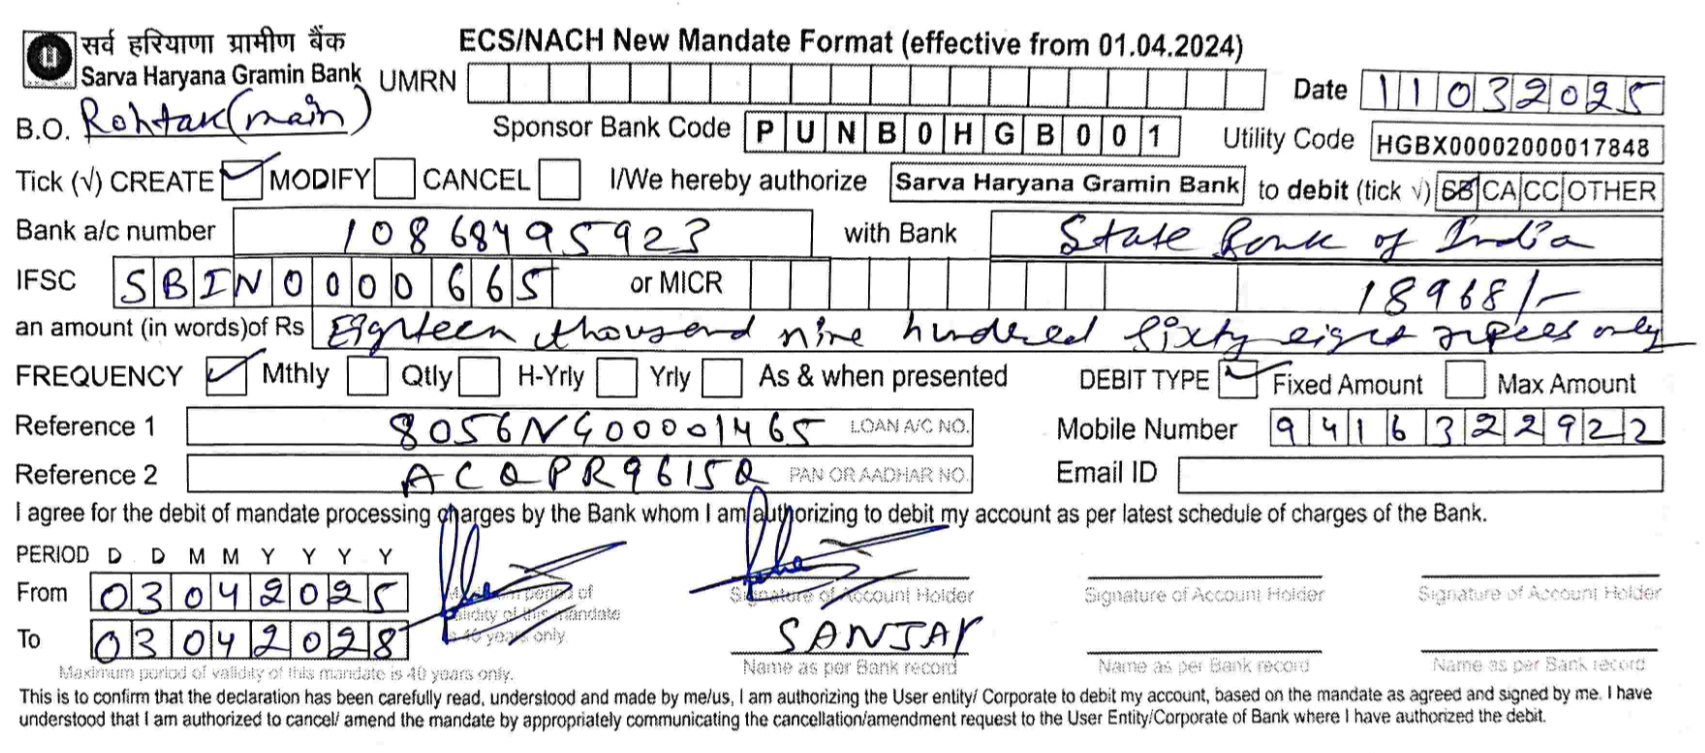 सर्व हरियाणा ग्रामीण बैंक
Sarva Haryana Gramin Bank
ECS/NACH New Mandate Format (effective from 01.04.2024)
UMRN
Date 11032025
B.O. Rohtak (main)
Sponsor Bank Code PUNB0HGB001
Utility Code HGBX00002000017848
Tick (√) CREATE ✓ MODIFY CANCEL I/We hereby authorize Sarva Haryana Gramin Bank to debit (tick √) SB CA CC OTHER
Bank a/c number 10868495923 with Bank State Bank of India
IFSC SBIN0000665 or MICR 18968/-
an amount (in words)of Rs Eighteen thousand nine hundred sixty eight rupees only
FREQUENCY ✓ Mthly Qtly H-Yrly Yrly As & when presented DEBIT TYPE ✓ Fixed Amount Max Amount
Reference 1 LOAN A/C NO. Mobile Number 9416322922
Reference 2 ACQPR9615Q PAN OR AADHAR NO. Email ID
I agree for the debit of mandate processing charges by the Bank whom I am authorizing to debit my account as per latest schedule of charges of the Bank.
PERIOD D D M M Y Y Y Y
From 03042025
To 03042028
Maximum period of validity of this mandate is 40 years only.
period of
validity of this mandate
40 years only.
Signature of Account Holder Signature of Account Holder Signature of Account Holder
SANJAY
Name as per Bank record Name as per Bank record Name as per Bank record
This is to confirm that the declaration has been carefully read, understood and made by me/us, I am authorizing the User entity/ Corporate to debit my account, based on the mandate as agreed and signed by me. I have
understood that I am authorized to cancel/ amend the mandate by appropriately communicating the cancellation/amendment request to the User Entity/Corporate of Bank where I have authorized the debit.